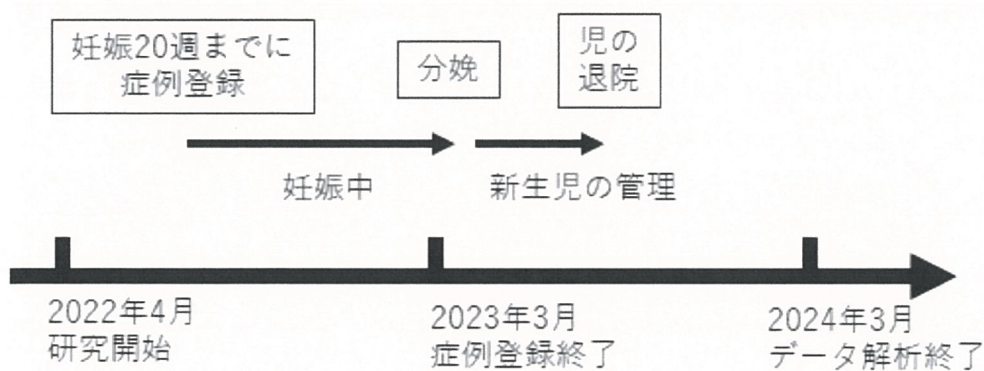 妊娠20週までに
症例登録
分娩
児の
退院
妊娠中
新生児の管理
2022年4月
研究開始
2023年3月
症例登録終了
2024年3月
データ解析終了